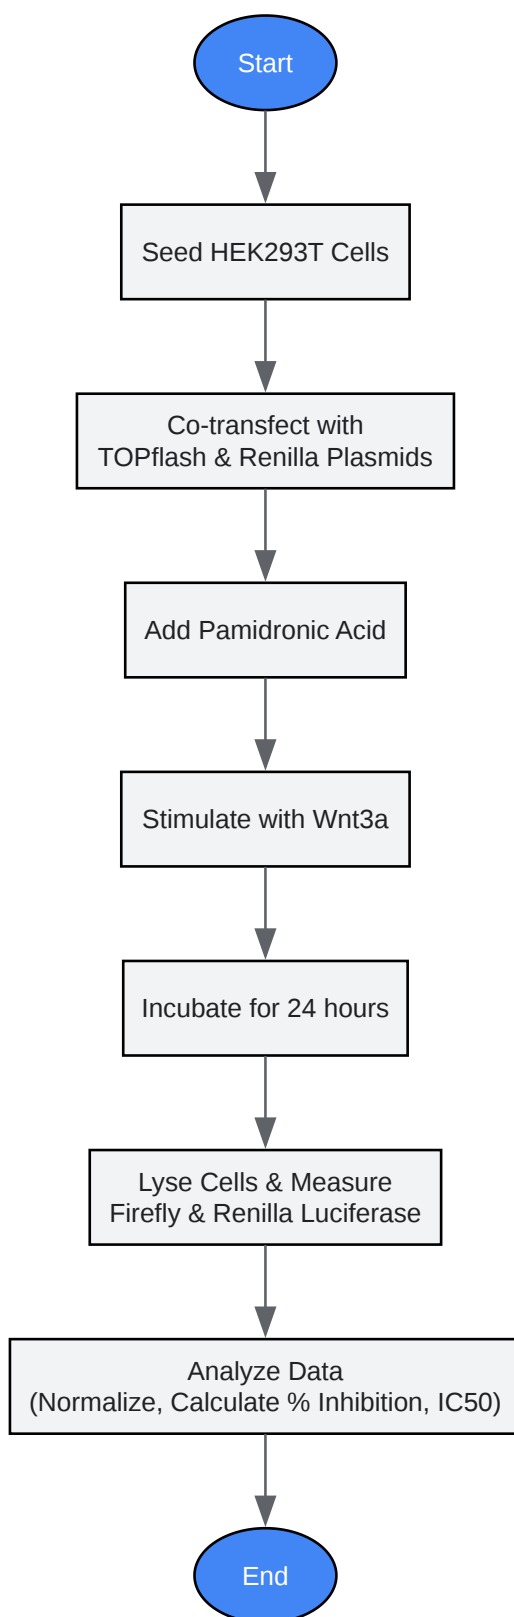 Start
Seed HEK293T Cells
Co-transfect with
TOPflash & Renilla Plasmids
Add Pamidronic Acid
Stimulate with Wnt3a
Incubate for 24 hours
Lyse Cells & Measure
Firefly & Renilla Luciferase
Analyze Data
(Normalize, Calculate % Inhibition, IC50)
End